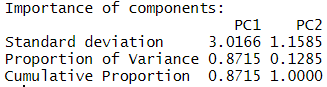 Importance of components:
PC1 PC2
Standard deviation 3.0166 1.1585
Proportion of Variance 0.8715 0.1285
Cumulative Proportion 0.8715 1.0000